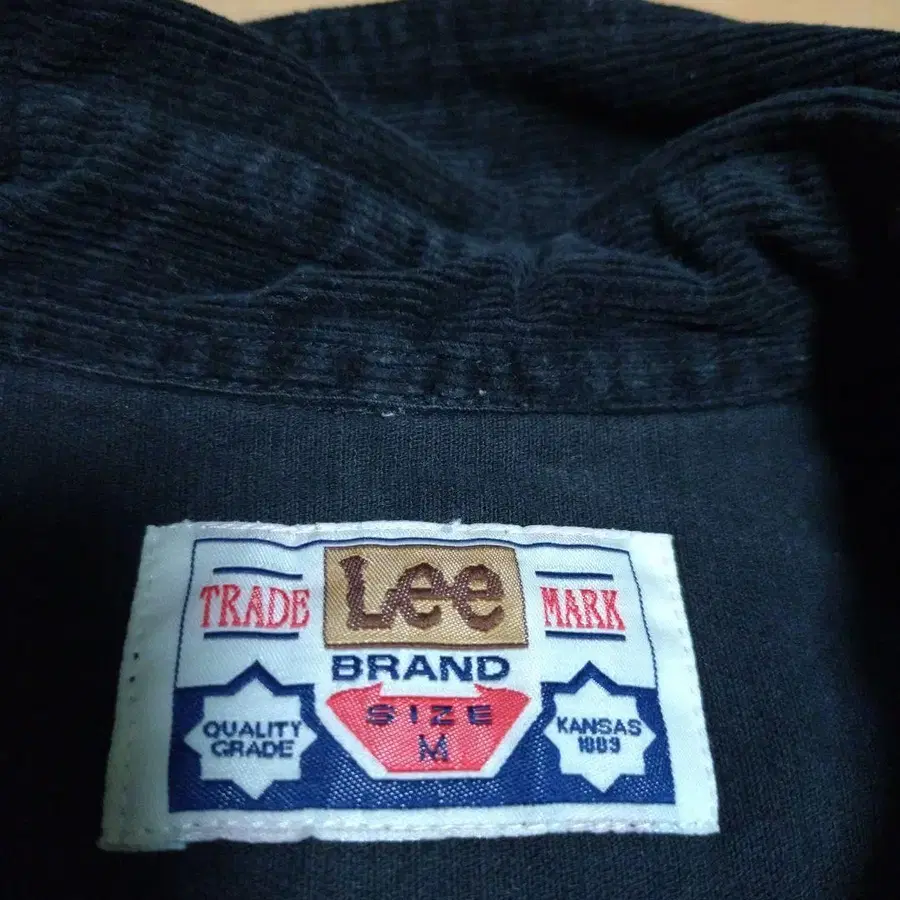 TRADE Lee MARK
BRAND
SIZE
M
QUALITY
GRADE
KANSAS
1889